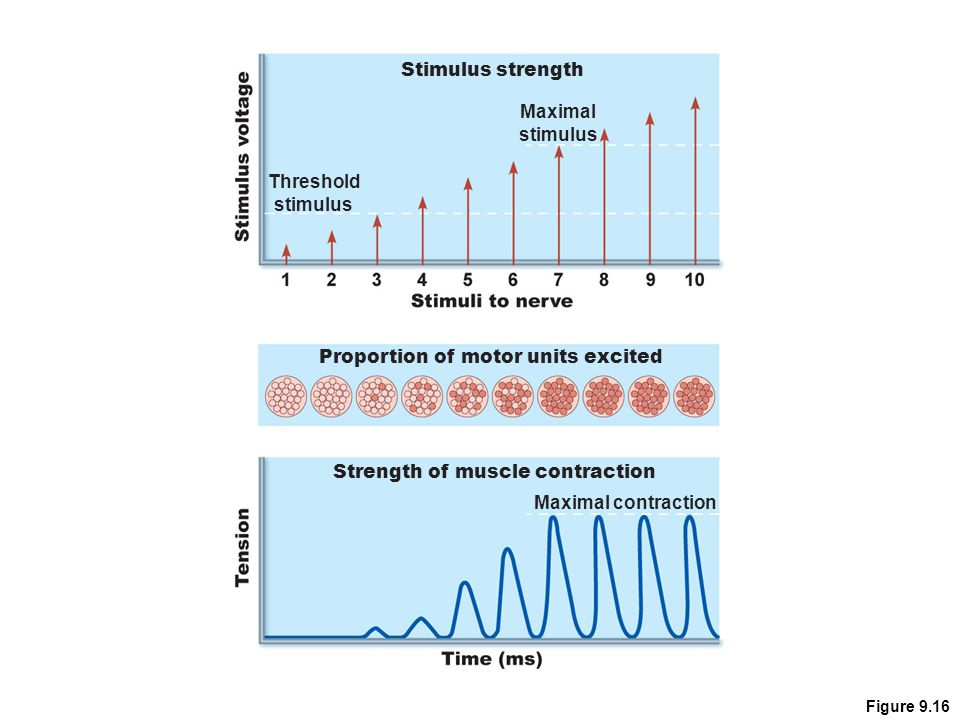 Stimulus strength
Stimulus voltage
Maximal
stimulus
Threshold
stimulus
1 2 3 4 5 6 7 8 9 10
Stimuli to nerve
Proportion of motor units excited
Strength of muscle contraction
Maximal contraction
Tension
Time (ms)
Figure 9.16